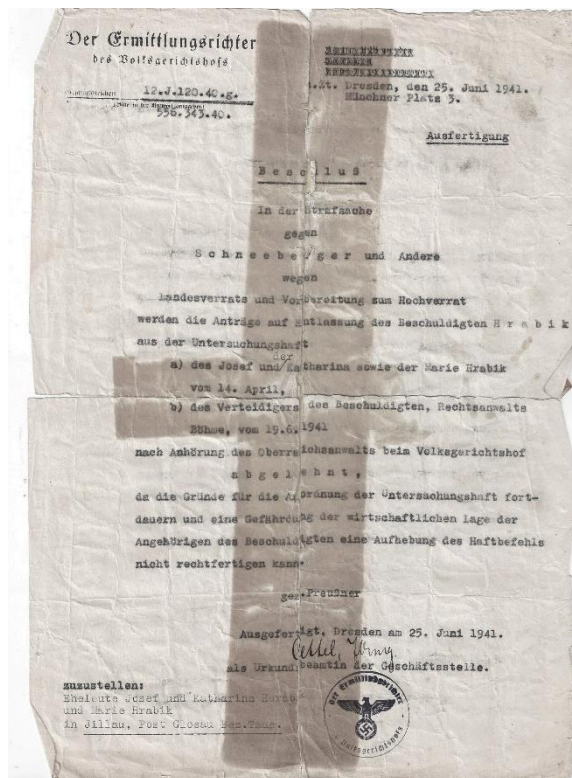 Der Ermittlungsrichter
des Volksgerichtshofs
12.J.120.40.g.
556.343.40.
z.Zt. Dresden, den 25. Juni 1941.
Münchner Platz 3.
Ausfertigung
Beschluß
In der Strafsache
gegen
Schneeberger und Andere
wegen
Landesverrats und Vorbereitung zum Hochverrat
werden die Anträge auf Entlassung des Beschuldigten Hrabik
aus der Untersuchungshaft
a) des Josef und der Katharina sowie der Marie Hrabik
vom 14. April,
b) des Verteidigers des Beschuldigten, Rechtsanwalts
Böhme, vom 19.6.1941
nach Anhörung des Oberreichsanwalts beim Volksgerichtshof
abgelehnt,
da die Gründe für die Anordnung der Untersuchungshaft fort-
dauern und eine Gefährdung der wirtschaftlichen Lage der
Angehörigen des Beschuldigten eine Aufhebung des Haftbefehls
nicht rechtfertigen kann.
gez. Preußner
Ausgefertigt, Dresden am 25. Juni 1941.
als Urkundsbeamtin der Geschäftsstelle.
zuzustellen:
Eheleute Josef und Katharina
und Marie Hrabik
in Jillau, Post Glosau Bez. Taus.
Der Ermittlungsrichter
Volksgerichtshofs